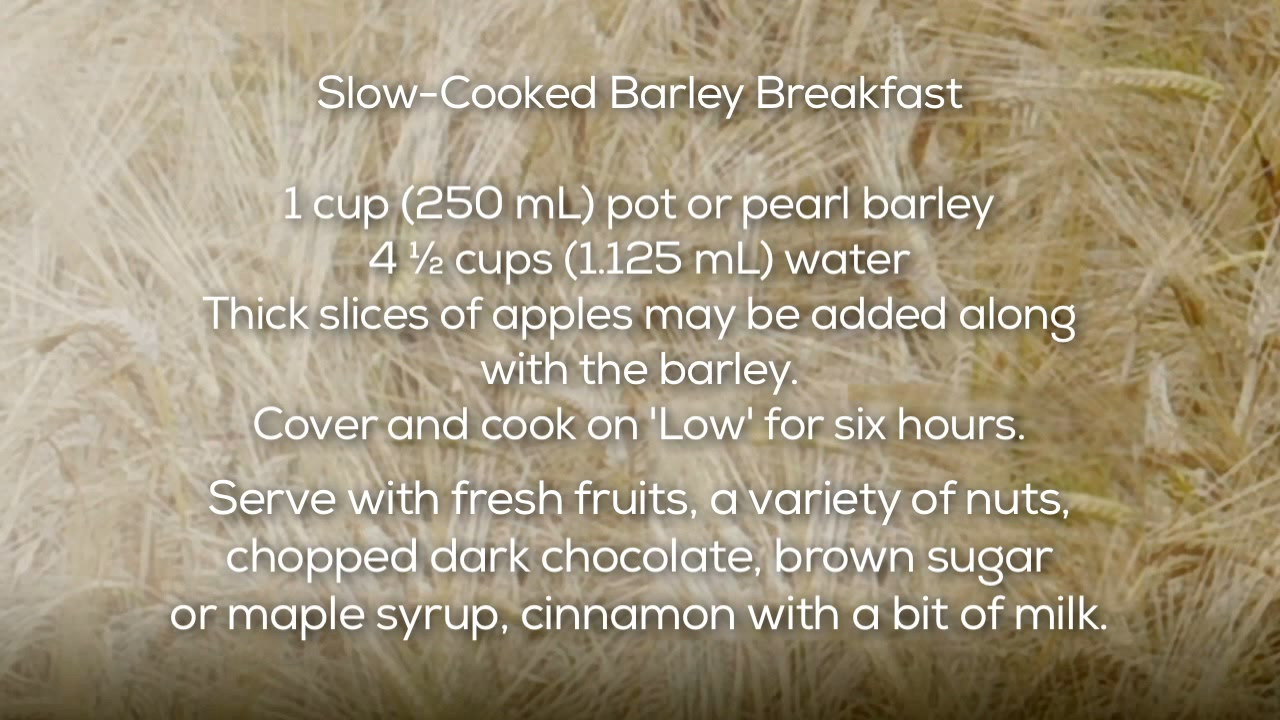 Slow-Cooked Barley Breakfast
1 cup (250 mL) pot or pearl barley
4 ½ cups (1.125 mL) water
Thick slices of apples may be added along
with the barley.
Cover and cook on 'Low' for six hours.
Serve with fresh fruits, a variety of nuts,
chopped dark chocolate, brown sugar
or maple syrup, cinnamon with a bit of milk.